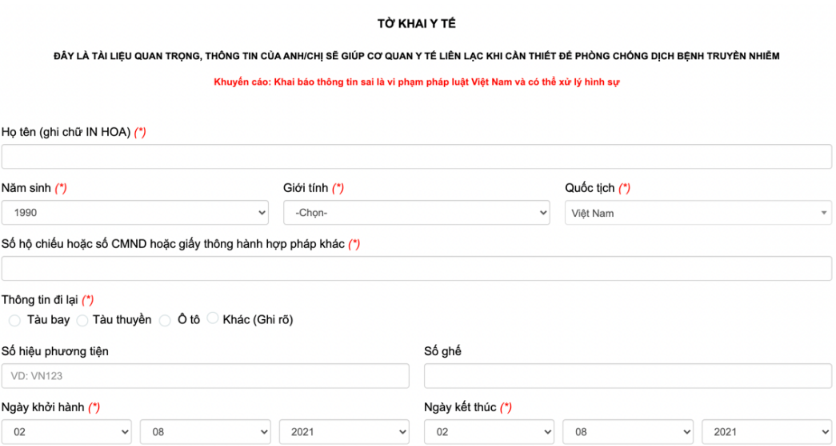 TỜ KHAI Y TẾ
ĐÂY LÀ TÀI LIỆU QUAN TRỌNG, THÔNG TIN CỦA ANH/CHỊ SẼ GIÚP CƠ QUAN Y TẾ LIÊN LẠC KHI CẦN THIẾT ĐỂ PHÒNG CHỐNG DỊCH BỆNH TRUYỀN NHIỄM
Khuyến cáo: Khai báo thông tin sai là vi phạm pháp luật Việt Nam và có thể xử lý hình sự
Họ tên (ghi chữ IN HOA) (*)
Năm sinh (*) Giới tính (*) Quốc tịch (*)
1990 -Chọn- Việt Nam
Số hộ chiếu hoặc số CMND hoặc giấy thông hành hợp pháp khác (*)
Thông tin đi lại (*)
Tàu bay Tàu thuyền Ô tô Khác (Ghi rõ)
Số hiệu phương tiện Số ghế
VD: VN123
Ngày khởi hành (*) Ngày kết thúc (*)
02 08 2021 02 08 2021